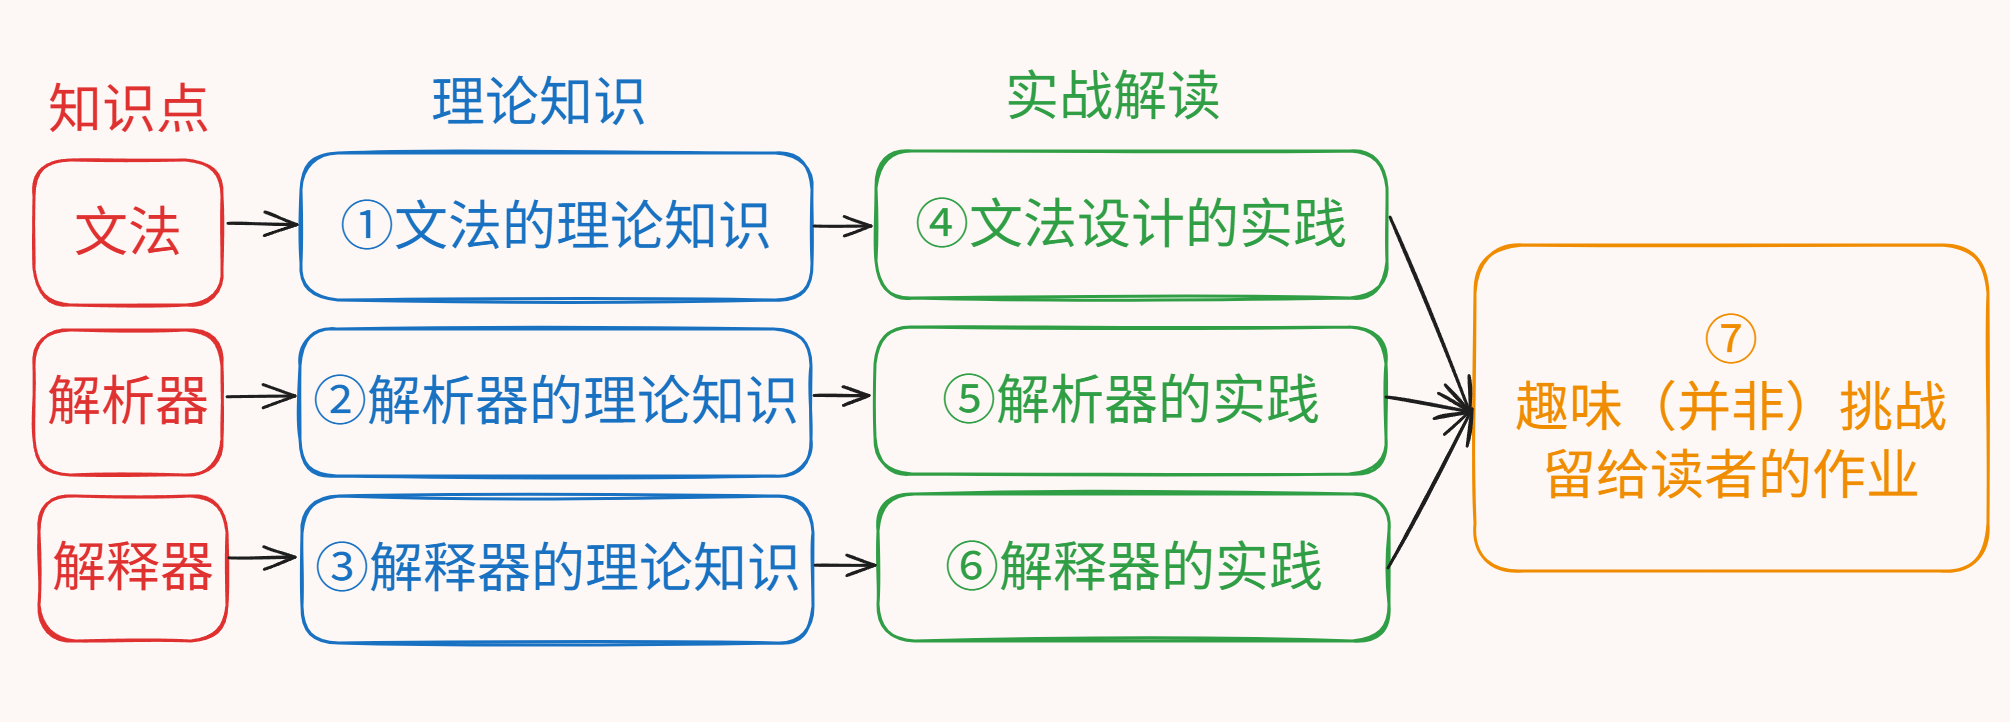 知识点
理论知识
实战解读
文法
①文法的理论知识
④文法设计的实践
解析器
②解析器的理论知识
⑤解析器的实践
解释器
③解释器的理论知识
⑥解释器的实践
⑦
趣味（并非）挑战
留给读者的作业